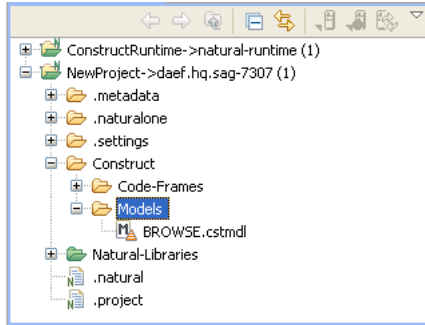 ConstructRuntime->natural-runtime (1)
NewProject->daef.hq.sag-7307 (1)
.metadata
.naturalone
.settings
Construct
Code-Frames
Models
BROWSE.cstmdl
Natural-Libraries
.natural
.project